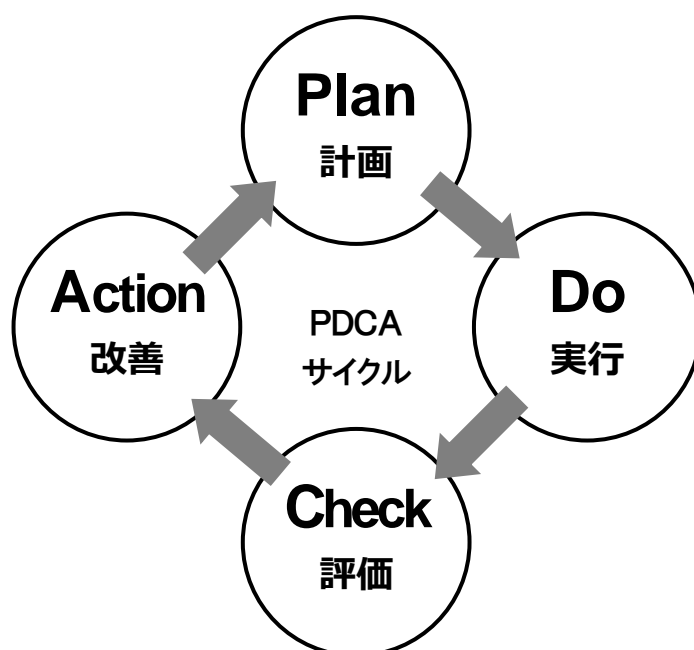 Plan
計画
Do
実行
Check
評価
Action
改善
PDCA
サイクル